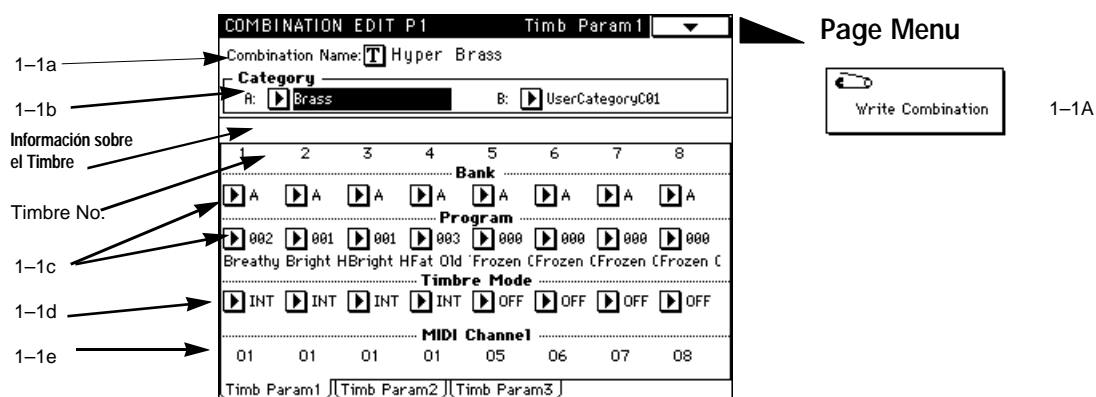 COMBINATION EDIT P1 Timb Param1
Page Menu
1–1a
Combination Name: T Hyper Brass
Category
1–1b
A: Brass B: UserCategoryC01
Write Combination
1–1A
Información sobre
el Timbre
1 2 3 4 5 6 7 8
Bank
Timbre No.
A A A A A A A A
Program
002 001 001 003 000 000 000 000
1–1c
Breathy Bright HBright HFat Old 'Frozen (Frozen (Frozen (Frozen C
Timbre Mode
1–1d
INT INT INT INT OFF OFF OFF OFF
MIDI Channel
1–1e
01 01 01 01 05 06 07 08
Timb Param1 Timb Param2 Timb Param3